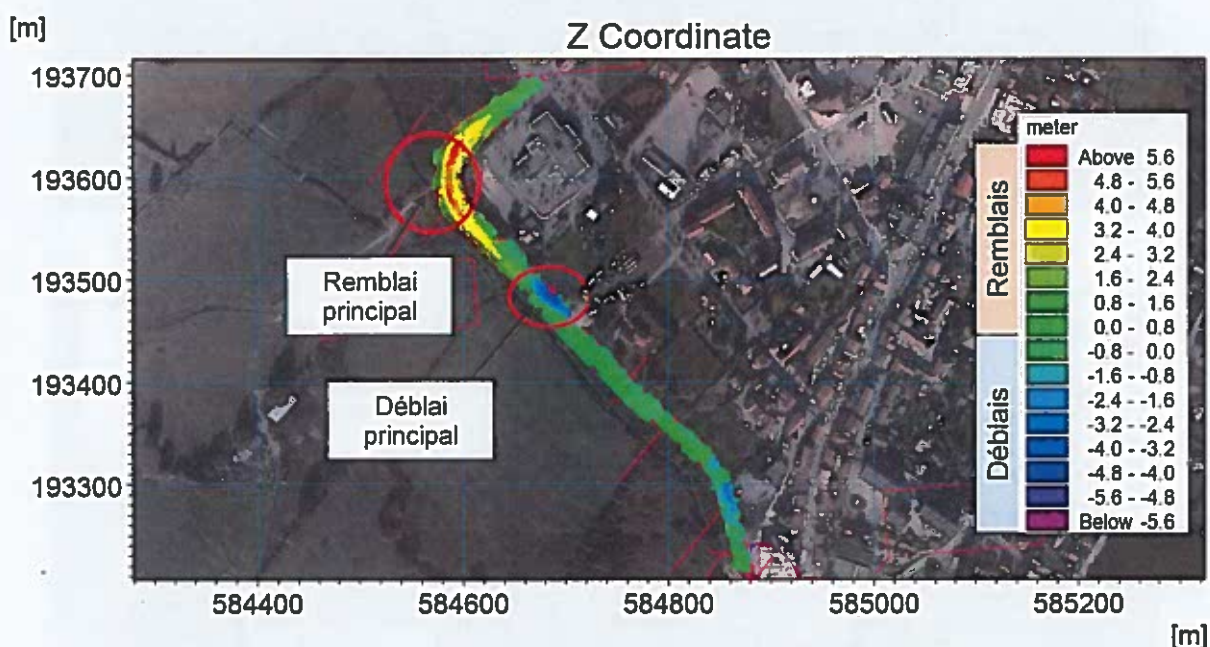 [m]
Z Coordinate
193700
193600
193500
193400
193300
Remblai
principal
Déblai
principal
meter
Remblais
Déblais
Above 5.6
4.8 - 5.6
4.0 - 4.8
3.2 - 4.0
2.4 - 3.2
1.6 - 2.4
0.8 - 1.6
0.0 - 0.8
-0.8 - 0.0
-1.6 - -0.8
-2.4 - -1.6
-3.2 - -2.4
-4.0 - -3.2
-4.8 - -4.0
-5.6 - -4.8
Below -5.6
584400 584600 584800 585000 585200
[m]